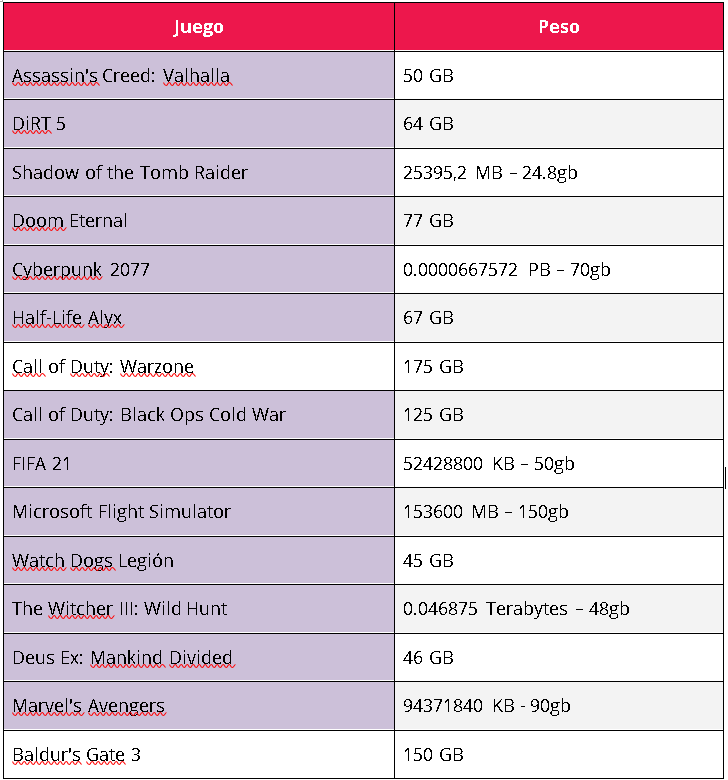 Juego Peso
Assassin's Creed: Valhalla 50 GB
DiRT 5 64 GB
Shadow of the Tomb Raider 25395,2 MB – 24.8gb
Doom Eternal 77 GB
Cyberpunk 2077 0.0000667572 PB – 70gb
Half-Life Alyx 67 GB
Call of Duty: Warzone 175 GB
Call of Duty: Black Ops Cold War 125 GB
FIFA 21 52428800 KB – 50gb
Microsoft Flight Simulator 153600 MB – 150gb
Watch Dogs Legión 45 GB
The Witcher III: Wild Hunt 0.046875 Terabytes – 48gb
Deus Ex: Mankind Divided 46 GB
Marvel's Avengers 94371840 KB - 90gb
Baldur's Gate 3 150 GB